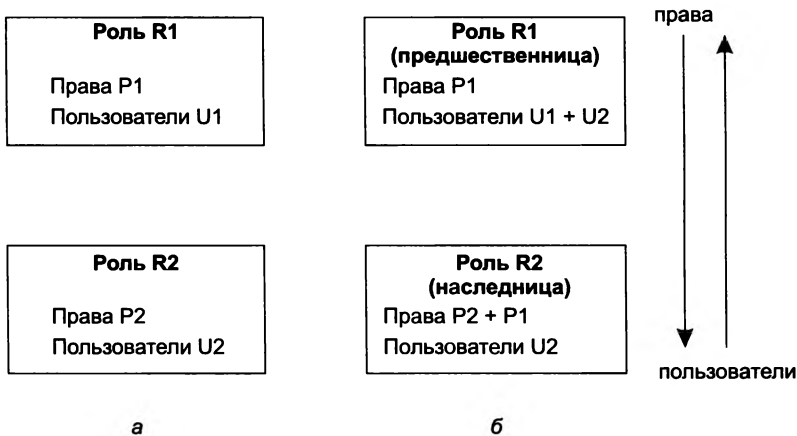 Роль R1
Права P1
Пользователи U1
Роль R1
(предшественница)
Права P1
Пользователи U1 + U2
права
Роль R2
Права P2
Пользователи U2
Роль R2
(наследница)
Права P2 + P1
Пользователи U2
пользователи
а
б